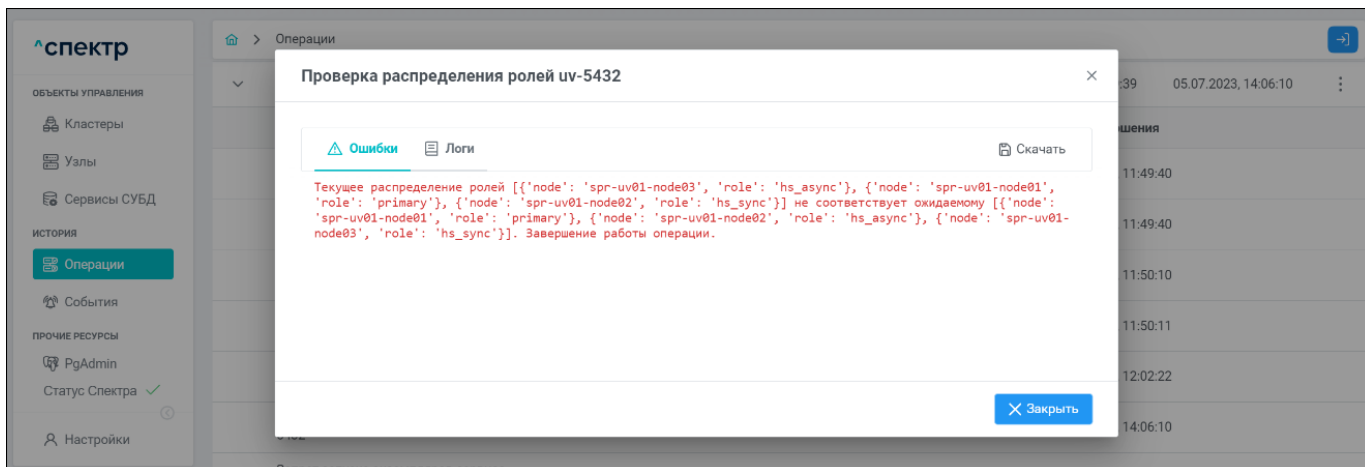 ^спектр
ОБЪЕКТЫ УПРАВЛЕНИЯ
Кластеры
Узлы
Сервисы СУБД
ИСТОРИЯ
Операции
События
ПРОЧИЕ РЕСУРСЫ
PgAdmin
Статус Спектра
Настройки
Операции
:39 05.07.2023, 14:06:10
Проверка распределения ролей uv-5432
Ошибки Логи Скачать
Текущее распределение ролей [{'node': 'spr-uv01-node03', 'role': 'hs_async'}, {'node': 'spr-uv01-node01',
'role': 'primary'}, {'node': 'spr-uv01-node02', 'role': 'hs_sync'}] не соответствует ожидаемому [{'node':
'spr-uv01-node01', 'role': 'primary'}, {'node': 'spr-uv01-node02', 'role': 'hs_async'}, {'node': 'spr-uv01-
node03', 'role': 'hs_sync'}]. Завершение работы операции.
Закрыть
11:49:40
11:49:40
11:50:10
11:50:11
12:02:22
14:06:10